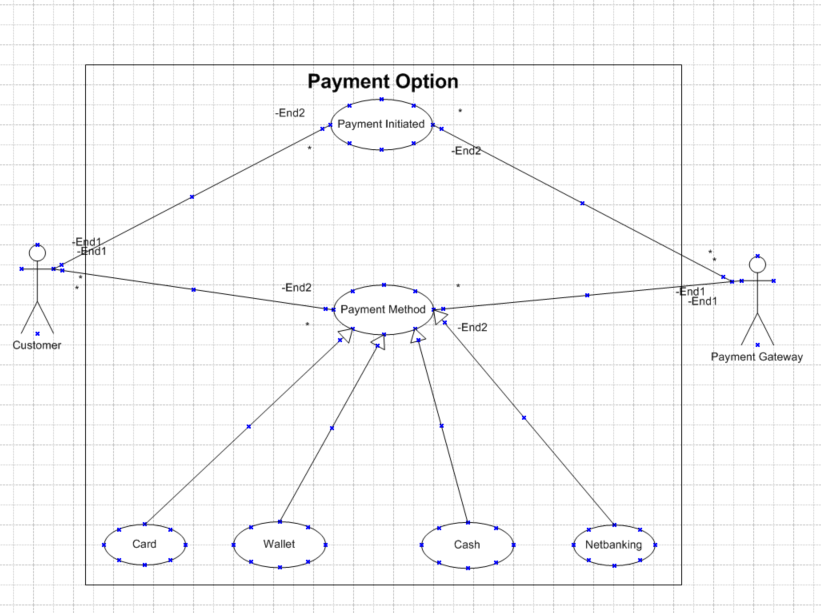 Payment Option
-End2
*
Payment Initiated
*
-End2
-End1
-End1
*
*
*
*
-End2
*
Payment Method
*
-End2
-End1
-End1
Customer
Payment Gateway
Card
Wallet
Cash
Netbanking